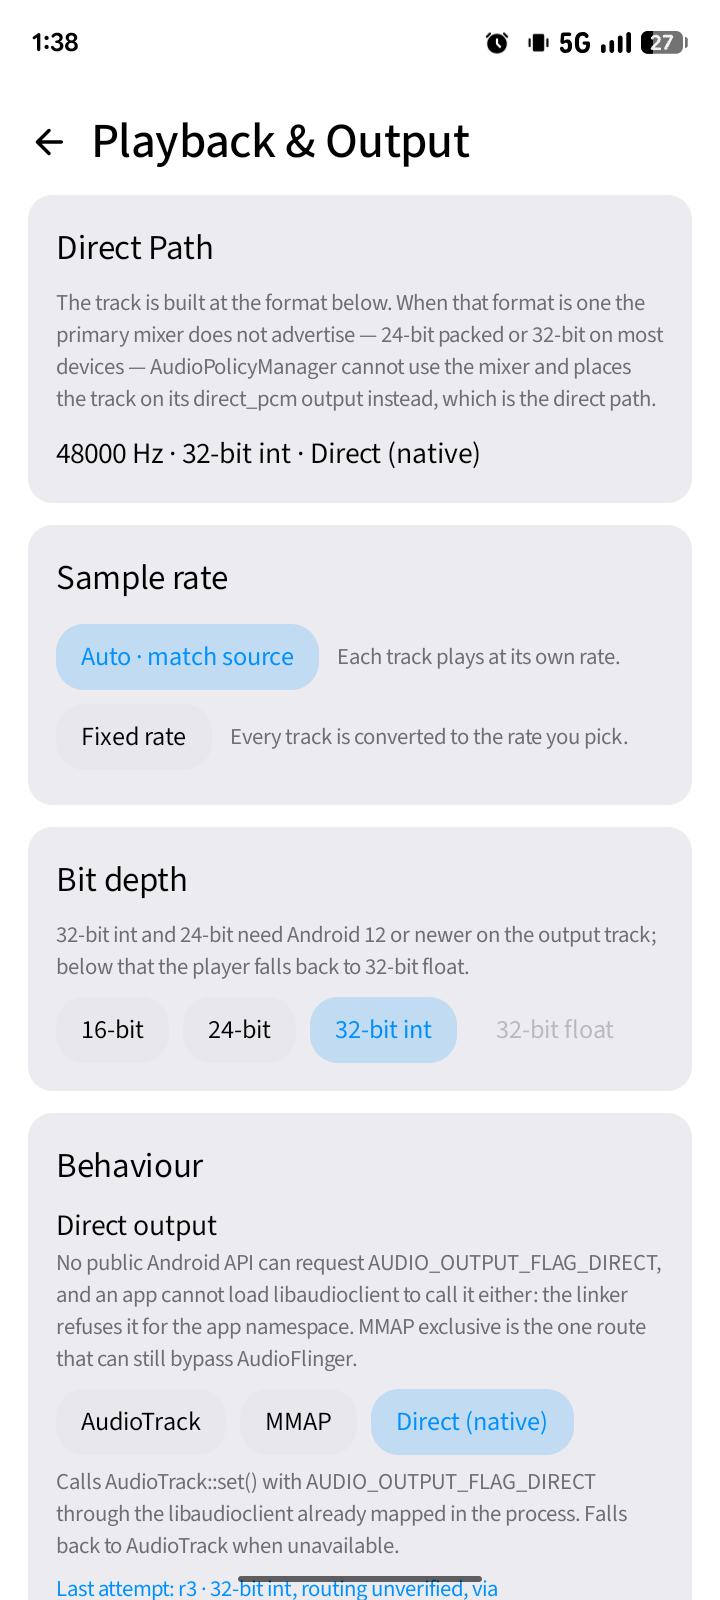 1:38
5G
27
Playback & Output
Direct Path
The track is built at the format below. When that format is one the
primary mixer does not advertise — 24-bit packed or 32-bit on most
devices — AudioPolicyManager cannot use the mixer and places
the track on its direct_pcm output instead, which is the direct path.
48000 Hz · 32-bit int · Direct (native)
Sample rate
Auto · match source
Each track plays at its own rate.
Fixed rate
Every track is converted to the rate you pick.
Bit depth
32-bit int and 24-bit need Android 12 or newer on the output track;
below that the player falls back to 32-bit float.
16-bit
24-bit
32-bit int
32-bit float
Behaviour
Direct output
No public Android API can request AUDIO_OUTPUT_FLAG_DIRECT,
and an app cannot load libaudioclient to call it either: the linker
refuses it for the app namespace. MMAP exclusive is the one route
that can still bypass AudioFlinger.
AudioTrack
MMAP
Direct (native)
Calls AudioTrack::set() with AUDIO_OUTPUT_FLAG_DIRECT
through the libaudioclient already mapped in the process. Falls
back to AudioTrack when unavailable.
Last attempt: r3 · 32-bit int, routing unverified, via